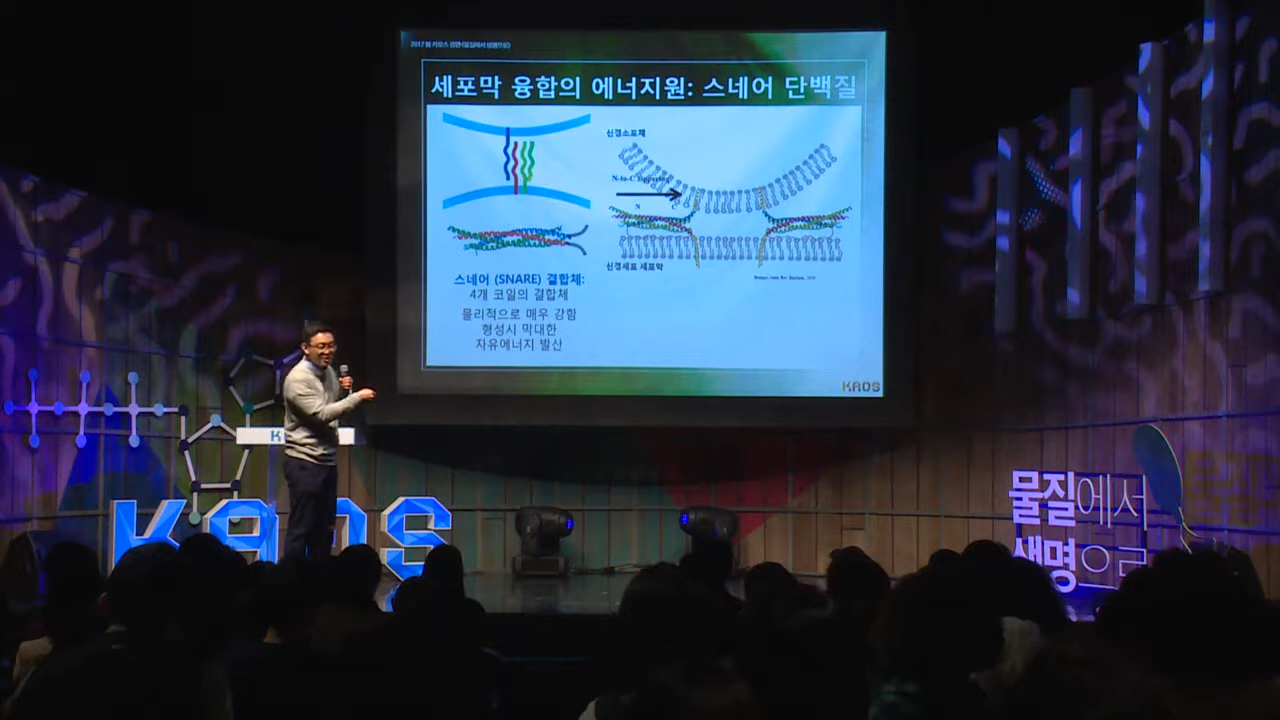 2017 봄 카오스 강연<물질에서 생명으로>
세포막 융합의 에너지원: 스네어 단백질
신경소포체
N-to-C zippering
N
신경세포 세포막
스네어 (SNARE) 결합체:
4개 코일의 결합체
물리적으로 매우 강함
형성시 막대한
자유에너지 발산
KAOS
K
KAOS
물질에서
생명으로